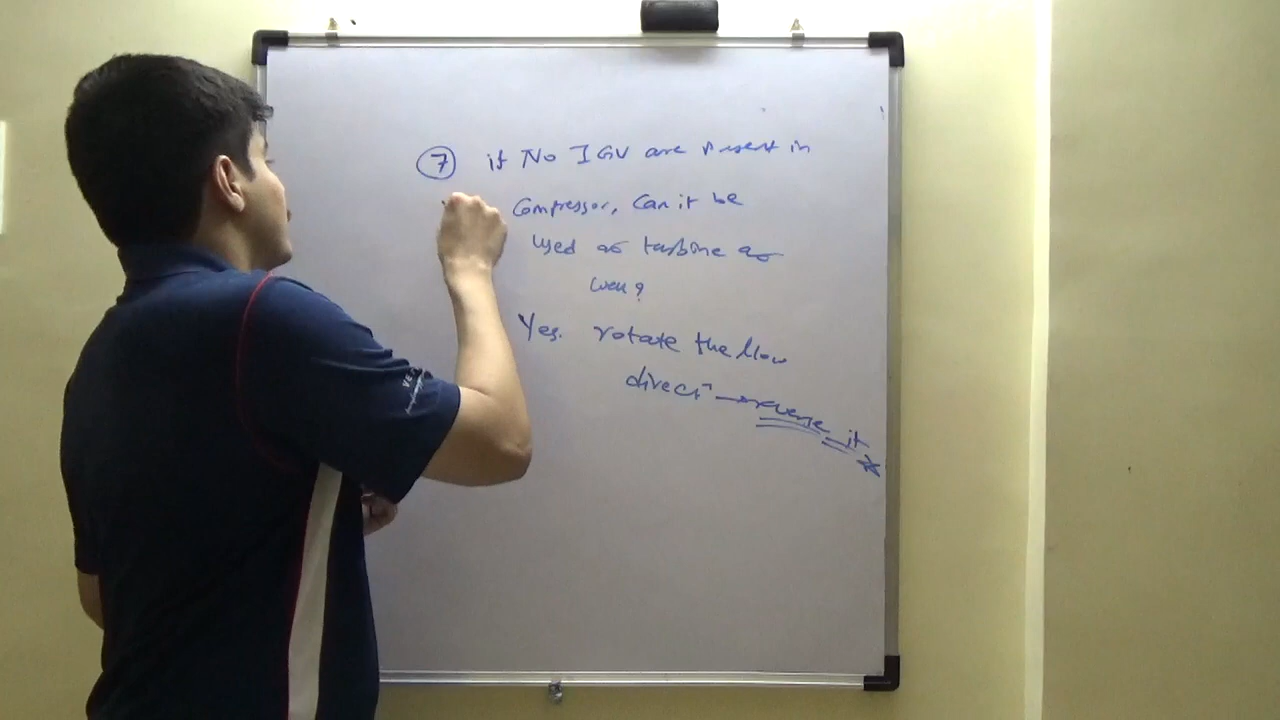 7 if No IGV are present in
Compressor, Can it be
used as turbine as
well?
Yes. rotate the flow
direcⁿ → reverse it